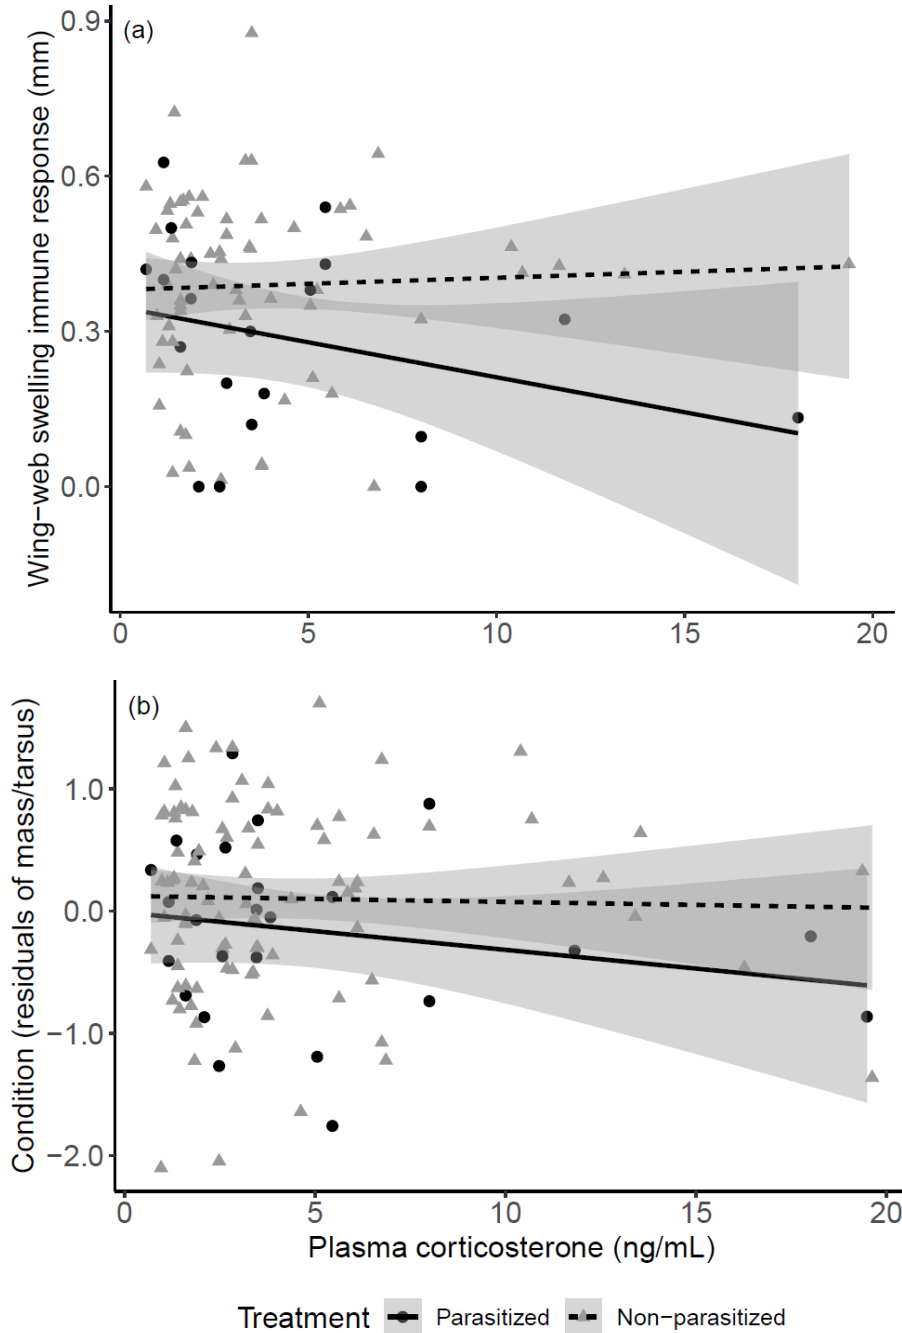 (a)
Wing−web swelling immune response (mm)
0.9
0.6
0.3
0.0
0 5 10 15 20
(b)
Condition (residuals of mass/tarsus)
1.0
0.0
−1.0
−2.0
0 5 10 15 20
Plasma corticosterone (ng/mL)
Treatment Parasitized Non−parasitized